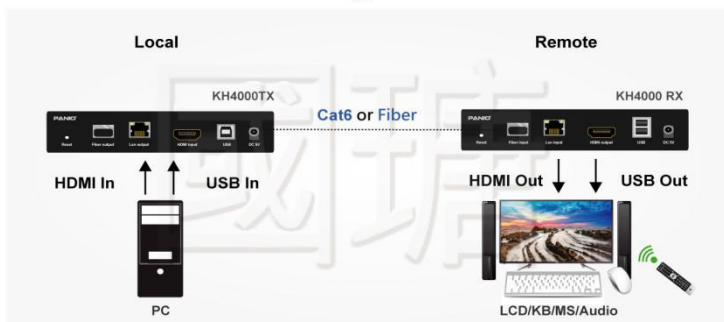 Local
Remote
KH4000TX
KH4000 RX
PANIO
Reset
Fiber output
Lan output
HDMI input
USB
DC 5V
Cat6 or Fiber
PANIO
Reset
Fiber input
Lan input
HDMI output
USB
DC 5V
HDMI In
USB In
HDMI Out
USB Out
PC
LCD/KB/MS/Audio
國瑭